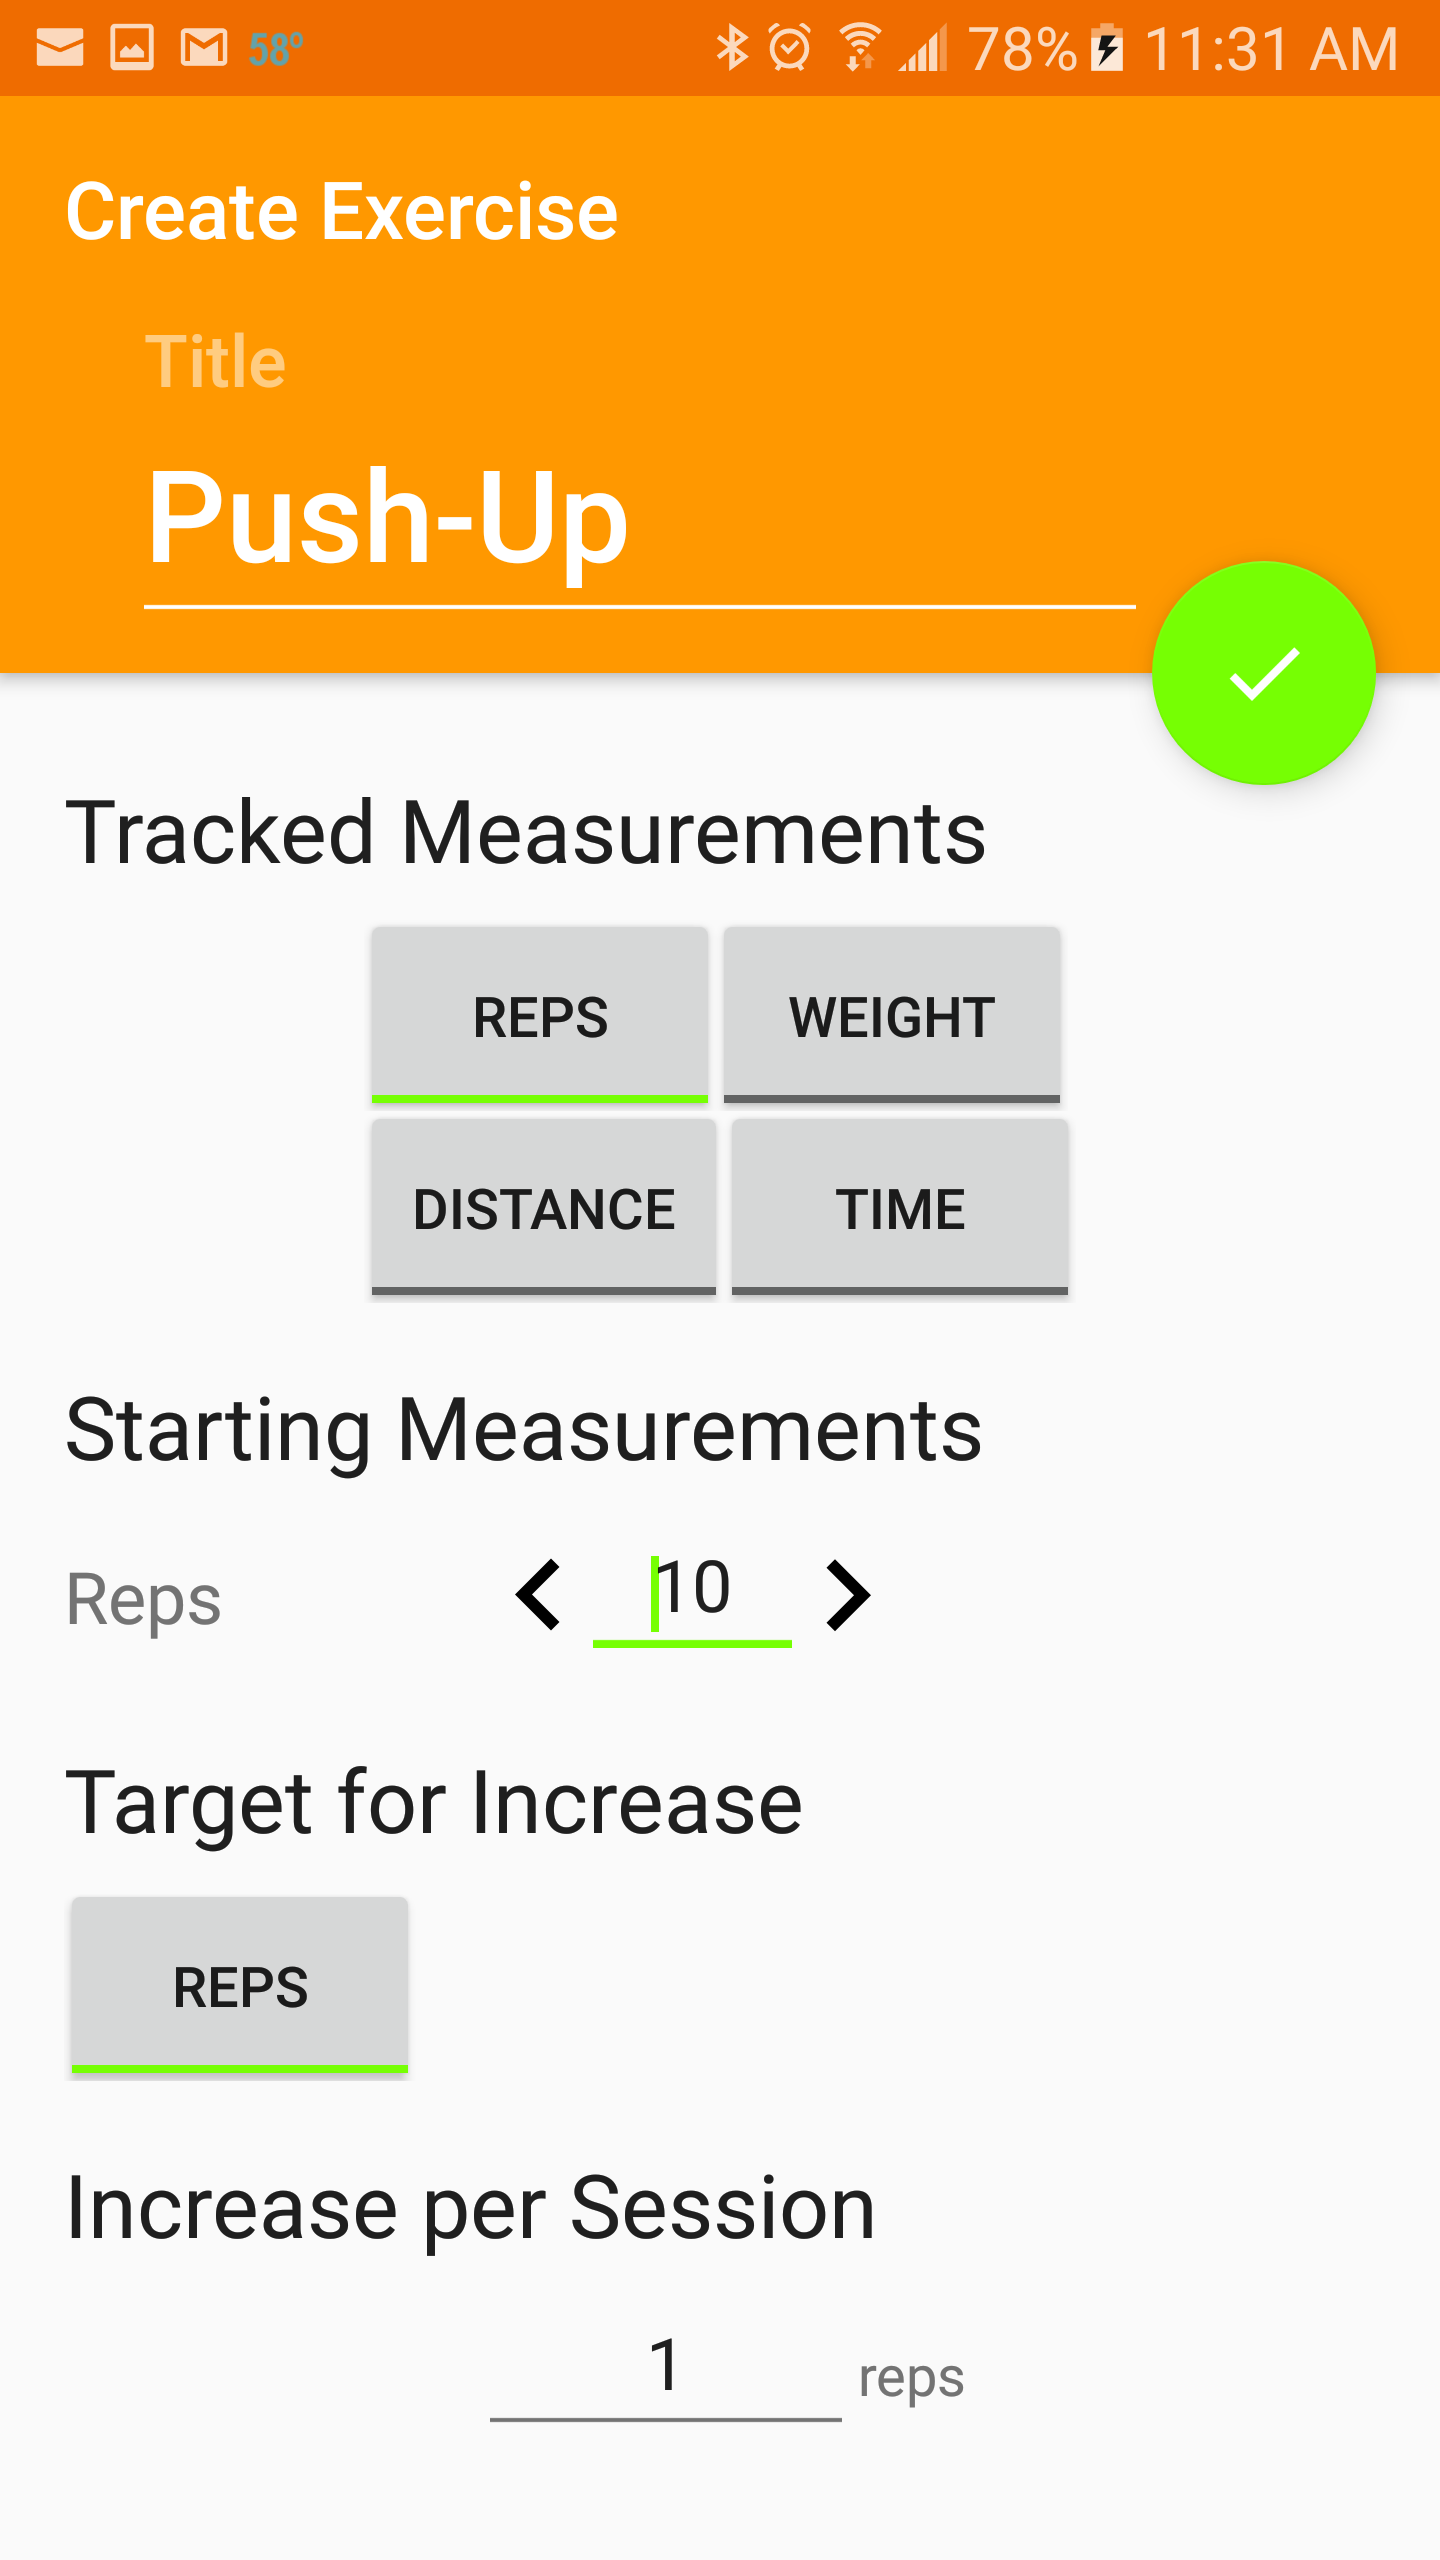 58° 78% 11:31 AM
Create Exercise
Title
Push-Up
Tracked Measurements
REPS WEIGHT
DISTANCE TIME
Starting Measurements
Reps 10
Target for Increase
REPS
Increase per Session
1 reps